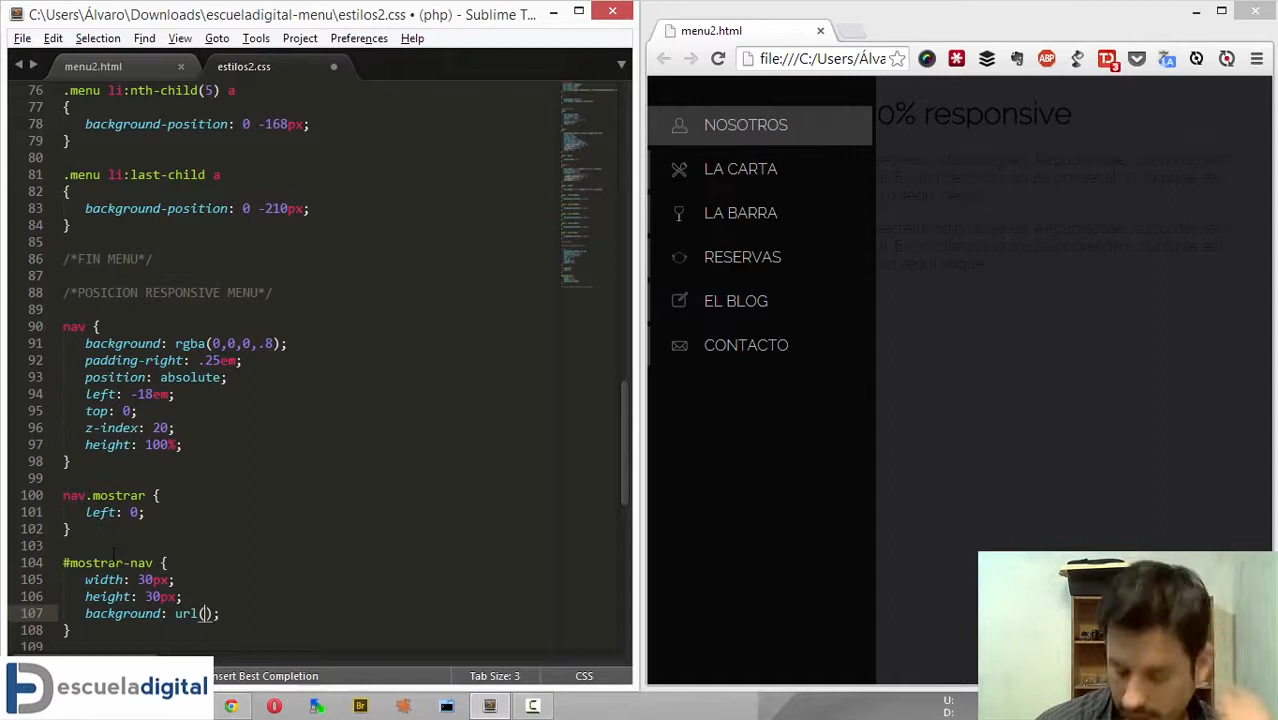 C:\Users\Álvaro\Downloads\escueladigital-menu\estilos2.css • (php) - Sublime T...
File Edit Selection Find View Goto Tools Project Preferences Help
menu2.html
estilos2.css
76 .menu li:nth-child(5) a
77 {
78 background-position: 0 -168px;
79 }
80
81 .menu li:last-child a
82 {
83 background-position: 0 -210px;
84 }
85
86 /*FIN MENU*/
87
88 /*POSICION RESPONSIVE MENU*/
89
90 nav {
91 background: rgba(0,0,0,.8);
92 padding-right: .25em;
93 position: absolute;
94 left: -18em;
95 top: 0;
96 z-index: 20;
97 height: 100%;
98 }
99
100 nav.mostrar {
101 left: 0;
102 }
103
104 #mostrar-nav {
105 width: 30px;
106 height: 30px;
107 background: url();
108 }
109
nsert Best Completion
Tab Size: 3
CSS
escueladigital
Br
menu2.html
file:///C:/Users/Álva
ABP
3
0% responsive
NOSOTROS
LA CARTA
LA BARRA
RESERVAS
EL BLOG
CONTACTO
U:
D: